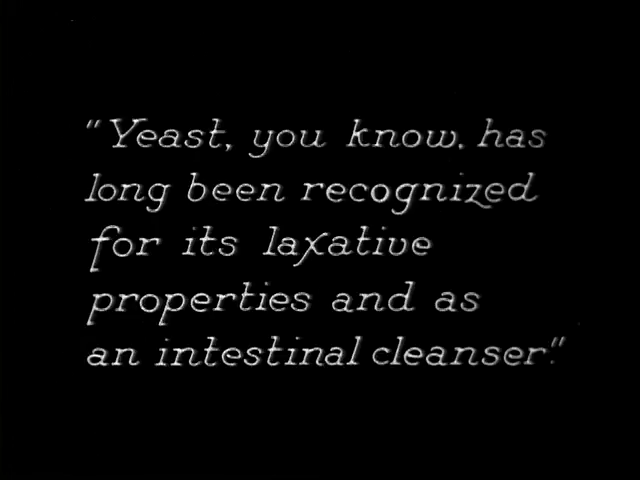 "Yeast, you know, has
long been recognized
for its laxative
properties and as
an intestinal cleanser."